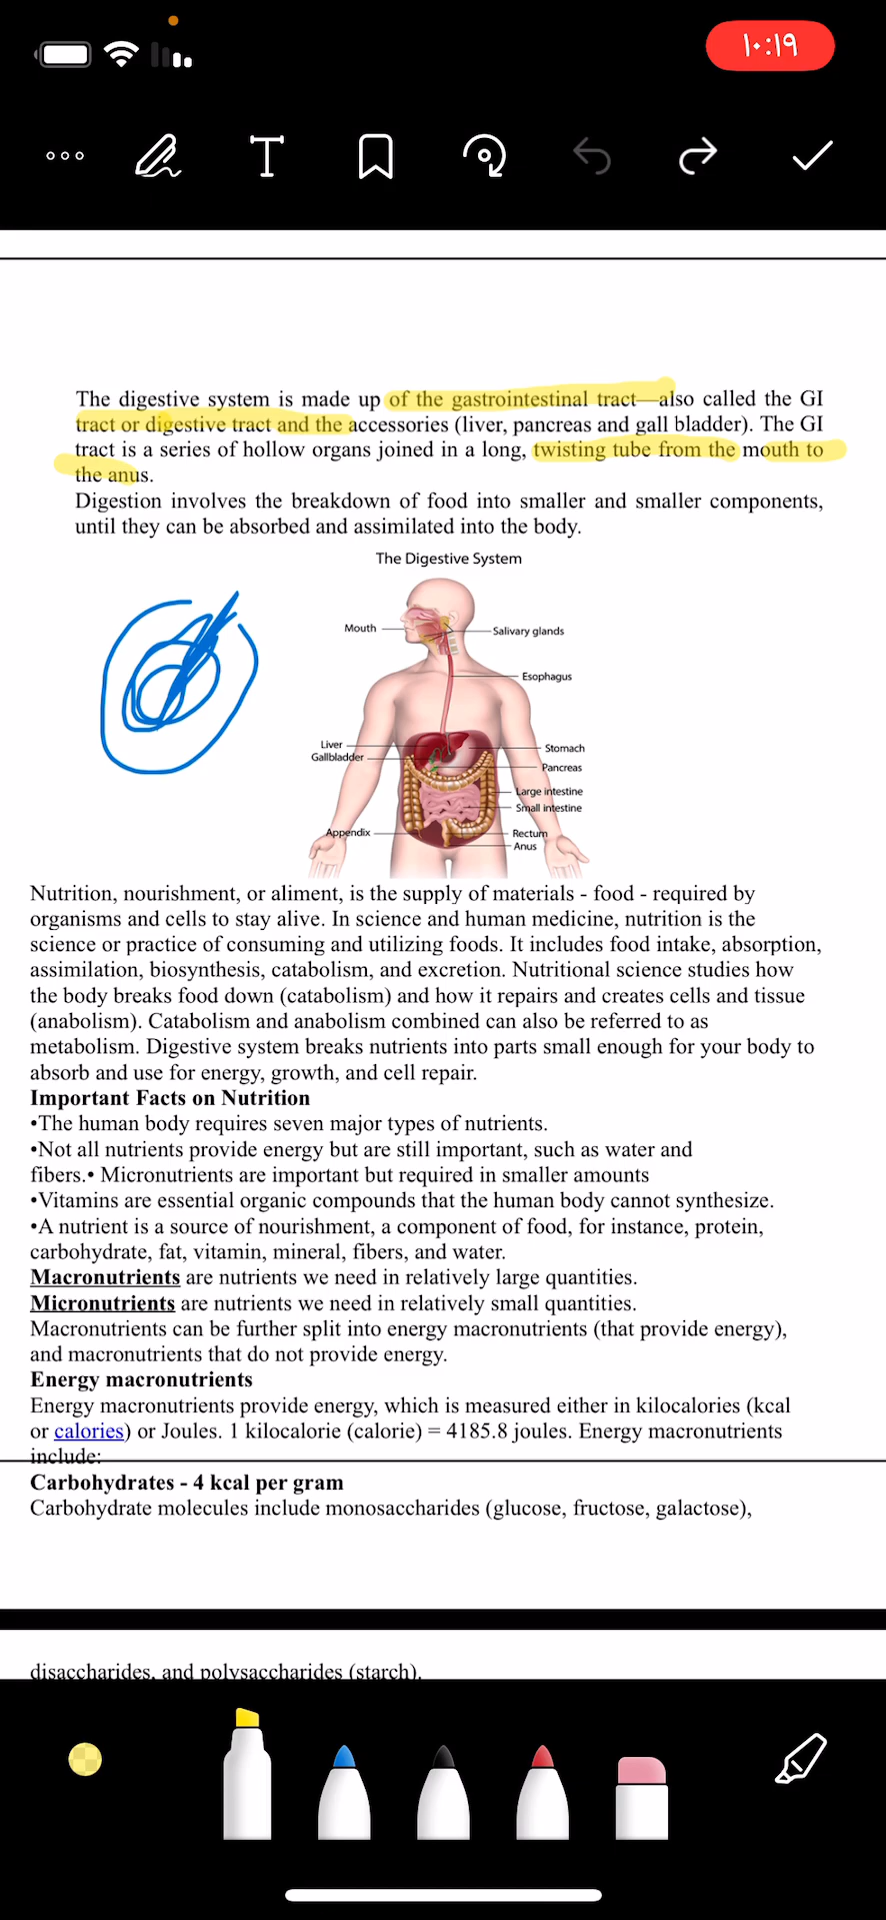 ١٠:١٩
The digestive system is made up of the gastrointestinal tract—also called the GI
tract or digestive tract and the accessories (liver, pancreas and gall bladder). The GI
tract is a series of hollow organs joined in a long, twisting tube from the mouth to
the anus.
Digestion involves the breakdown of food into smaller and smaller components,
until they can be absorbed and assimilated into the body.
The Digestive System
Mouth
Salivary glands
Esophagus
Liver
Gallbladder
Stomach
Pancreas
Large intestine
Small intestine
Appendix
Rectum
Anus
Nutrition, nourishment, or aliment, is the supply of materials - food - required by
organisms and cells to stay alive. In science and human medicine, nutrition is the
science or practice of consuming and utilizing foods. It includes food intake, absorption,
assimilation, biosynthesis, catabolism, and excretion. Nutritional science studies how
the body breaks food down (catabolism) and how it repairs and creates cells and tissue
(anabolism). Catabolism and anabolism combined can also be referred to as
metabolism. Digestive system breaks nutrients into parts small enough for your body to
absorb and use for energy, growth, and cell repair.
Important Facts on Nutrition
•The human body requires seven major types of nutrients.
•Not all nutrients provide energy but are still important, such as water and
fibers.• Micronutrients are important but required in smaller amounts
•Vitamins are essential organic compounds that the human body cannot synthesize.
•A nutrient is a source of nourishment, a component of food, for instance, protein,
carbohydrate, fat, vitamin, mineral, fibers, and water.
Macronutrients are nutrients we need in relatively large quantities.
Micronutrients are nutrients we need in relatively small quantities.
Macronutrients can be further split into energy macronutrients (that provide energy),
and macronutrients that do not provide energy.
Energy macronutrients
Energy macronutrients provide energy, which is measured either in kilocalories (kcal
or calories) or Joules. 1 kilocalorie (calorie) = 4185.8 joules. Energy macronutrients
include:
Carbohydrates - 4 kcal per gram
Carbohydrate molecules include monosaccharides (glucose, fructose, galactose),
disaccharides, and polysaccharides (starch).